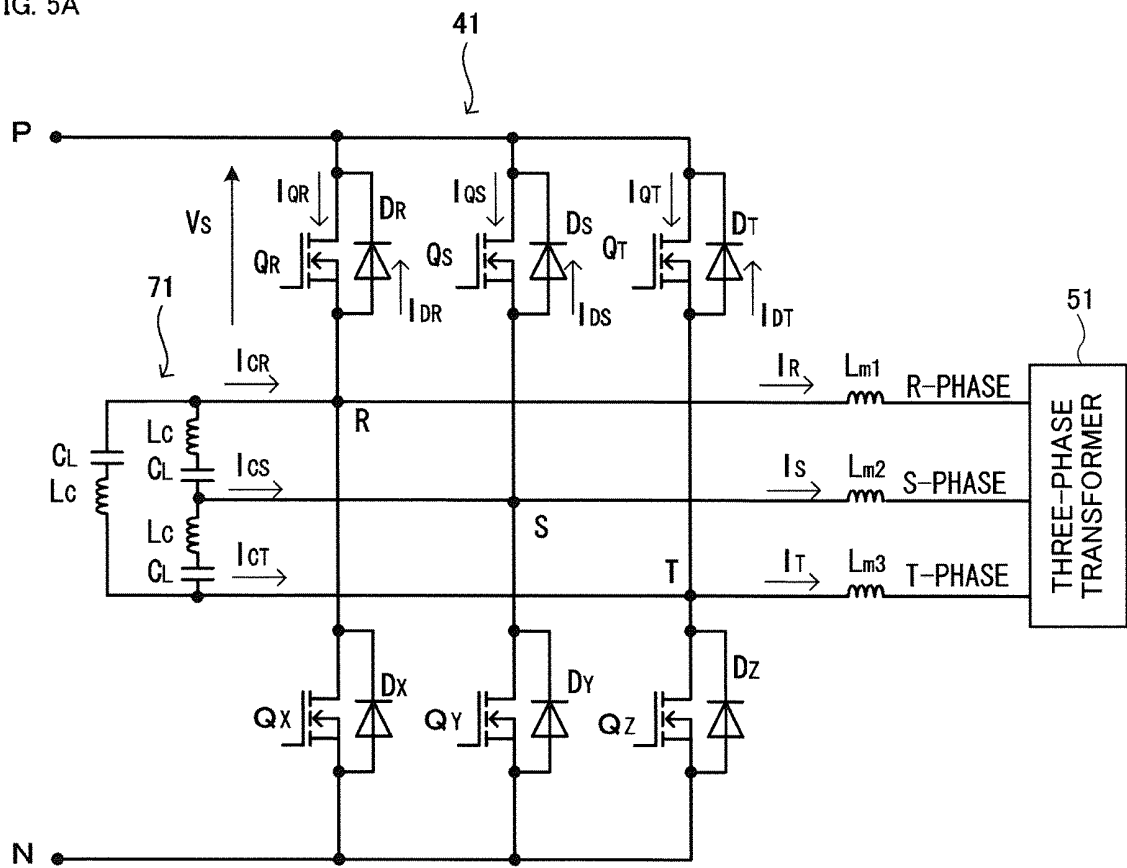 IG. 5A
41
P
IQR
DR
IQS
DS
IQT
DT
VS
QR
QS
QT
71
IDR
IDS
IDT
51
ICR
IR
Lm1
R-PHASE
R
CL
LC
LC
CL
ICS
IS
Lm2
S-PHASE
S
LC
CL
ICT
T
IT
Lm3
T-PHASE
THREE-PHASE
TRANSFORMER
DX
DY
DZ
QX
QY
QZ
N